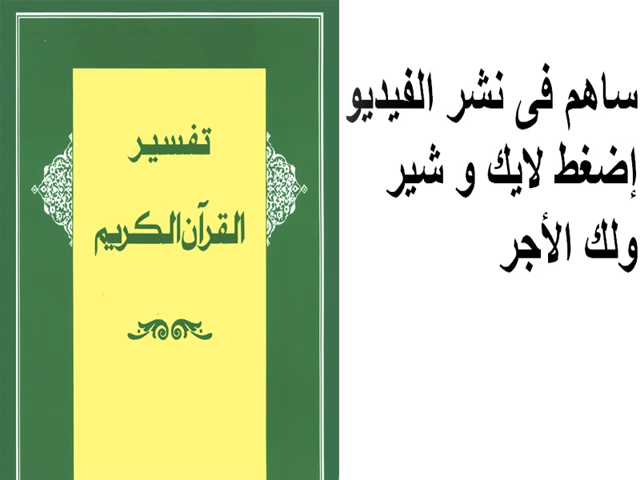 تفسير
القرآن الكريم
ساهم فى نشر الفيديو
إضغط لايك و شير
ولك الأجر